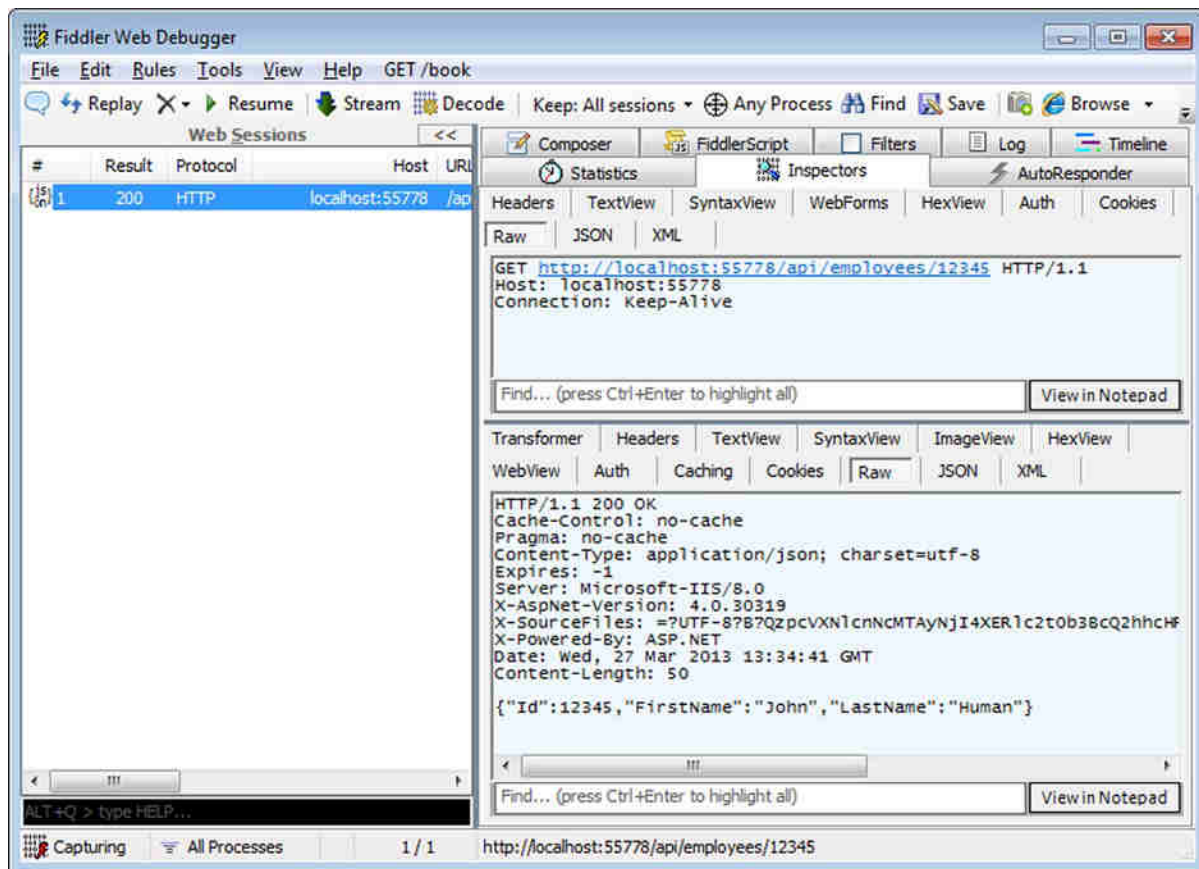 Fiddler Web Debugger
File Edit Rules Tools View Help GET /book
Replay Resume Stream Decode Keep: All sessions Any Process Find Save Browse
Web Sessions <<
# Result Protocol Host URL
1 200 HTTP localhost:55778 /ap
Composer FiddlerScript Filters Log Timeline
Statistics Inspectors AutoResponder
Headers TextView SyntaxView WebForms HexView Auth Cookies
Raw JSON XML
GET http://localhost:55778/api/employees/12345 HTTP/1.1
Host: localhost:55778
Connection: Keep-Alive
Find... (press Ctrl+Enter to highlight all) View in Notepad
Transformer Headers TextView SyntaxView ImageView HexView
WebView Auth Caching Cookies Raw JSON XML
HTTP/1.1 200 OK
Cache-Control: no-cache
Pragma: no-cache
Content-Type: application/json; charset=utf-8
Expires: -1
Server: Microsoft-IIS/8.0
X-AspNet-Version: 4.0.30319
X-SourceFiles:
X-Powered-By: ASP.NET
Date: Wed, 27 Mar 2013 13:34:41 GMT
Content-Length: 50
{"Id":12345,"FirstName":"John","LastName":"Human"}
Find... (press Ctrl+Enter to highlight all) View in Notepad
ALT+Q > type HELP...
Capturing All Processes 1 / 1 http://localhost:55778/api/employees/12345